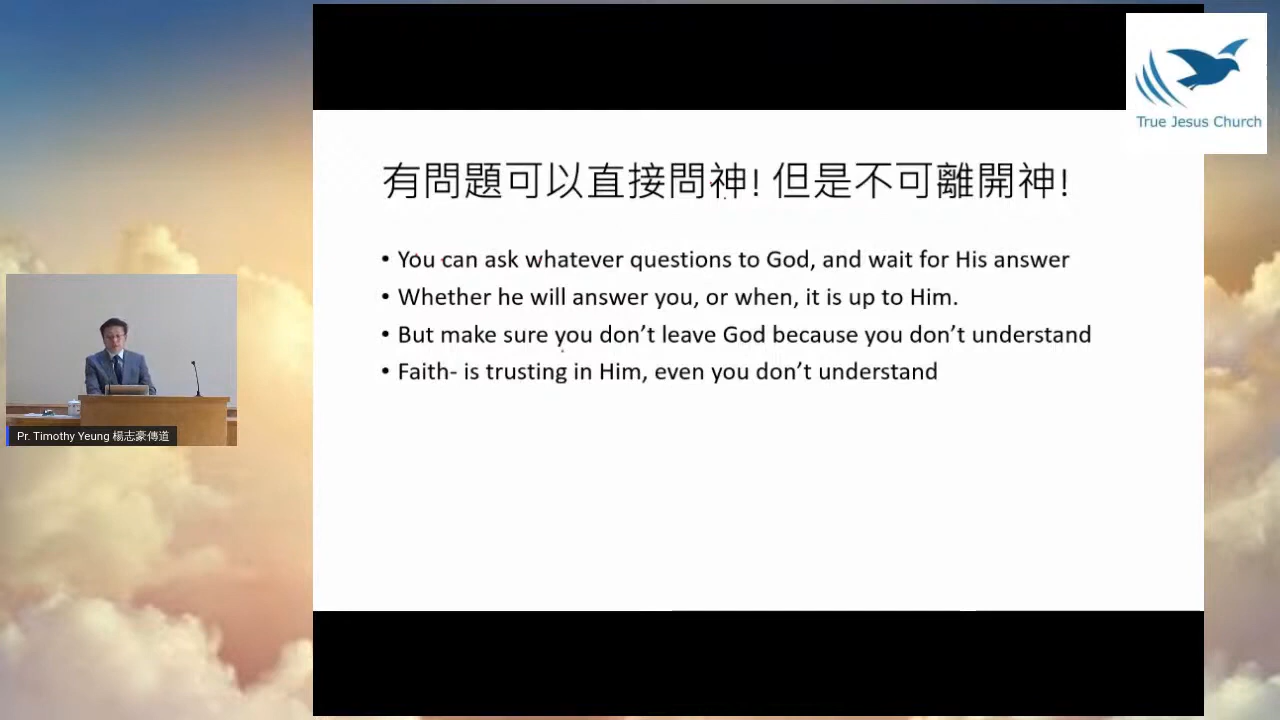 True Jesus Church
有問題可以直接問神! 但是不可離開神!
• You can ask whatever questions to God, and wait for His answer
• Whether he will answer you, or when, it is up to Him.
• But make sure you don’t leave God because you don’t understand
• Faith- is trusting in Him, even you don’t understand
Pr. Timothy Yeung 楊志豪傳道